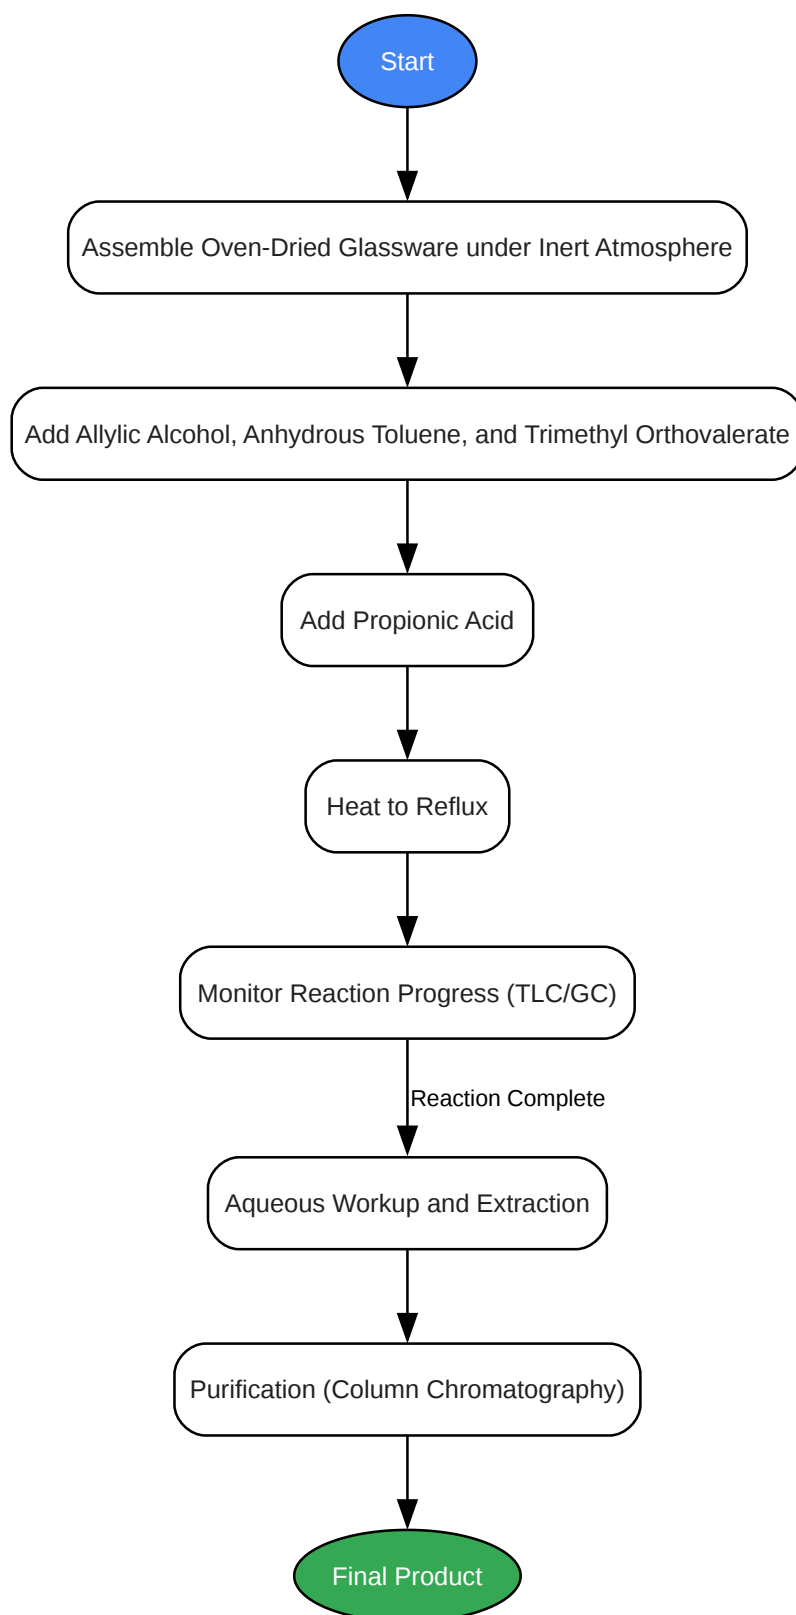 Start
Assemble Oven-Dried Glassware under Inert Atmosphere
Add Allylic Alcohol, Anhydrous Toluene, and Trimethyl Orthovalerate
Add Propionic Acid
Heat to Reflux
Monitor Reaction Progress (TLC/GC)
Reaction Complete
Aqueous Workup and Extraction
Purification (Column Chromatography)
Final Product